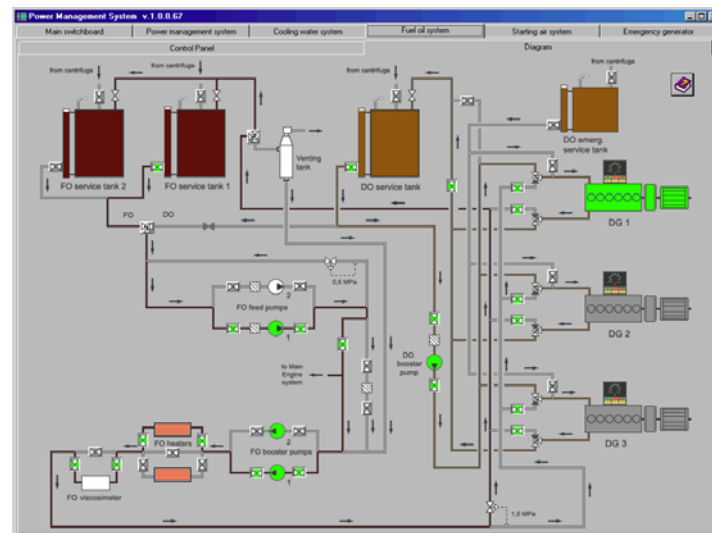 Power Management System v.1.0.0.67
Main switchboard
Power management system
Cooling water system
Fuel oil system
Starting air system
Emergency generator
Control Panel
Diagram
from centrifuge
from centrifuge
from centrifuge
from centrifuge
Venting
tank
FO service tank 2
FO service tank 1
DO service tank
DO emerg.
service tank
FO
DO
DG 1
0,5 MPa
2
FO feed pumps
1
DG 2
to Main
Engine
system
DO
booster
pump
FO heaters
2
FO booster pumps
1
DG 3
FO viscosimeter
1,0 MPa